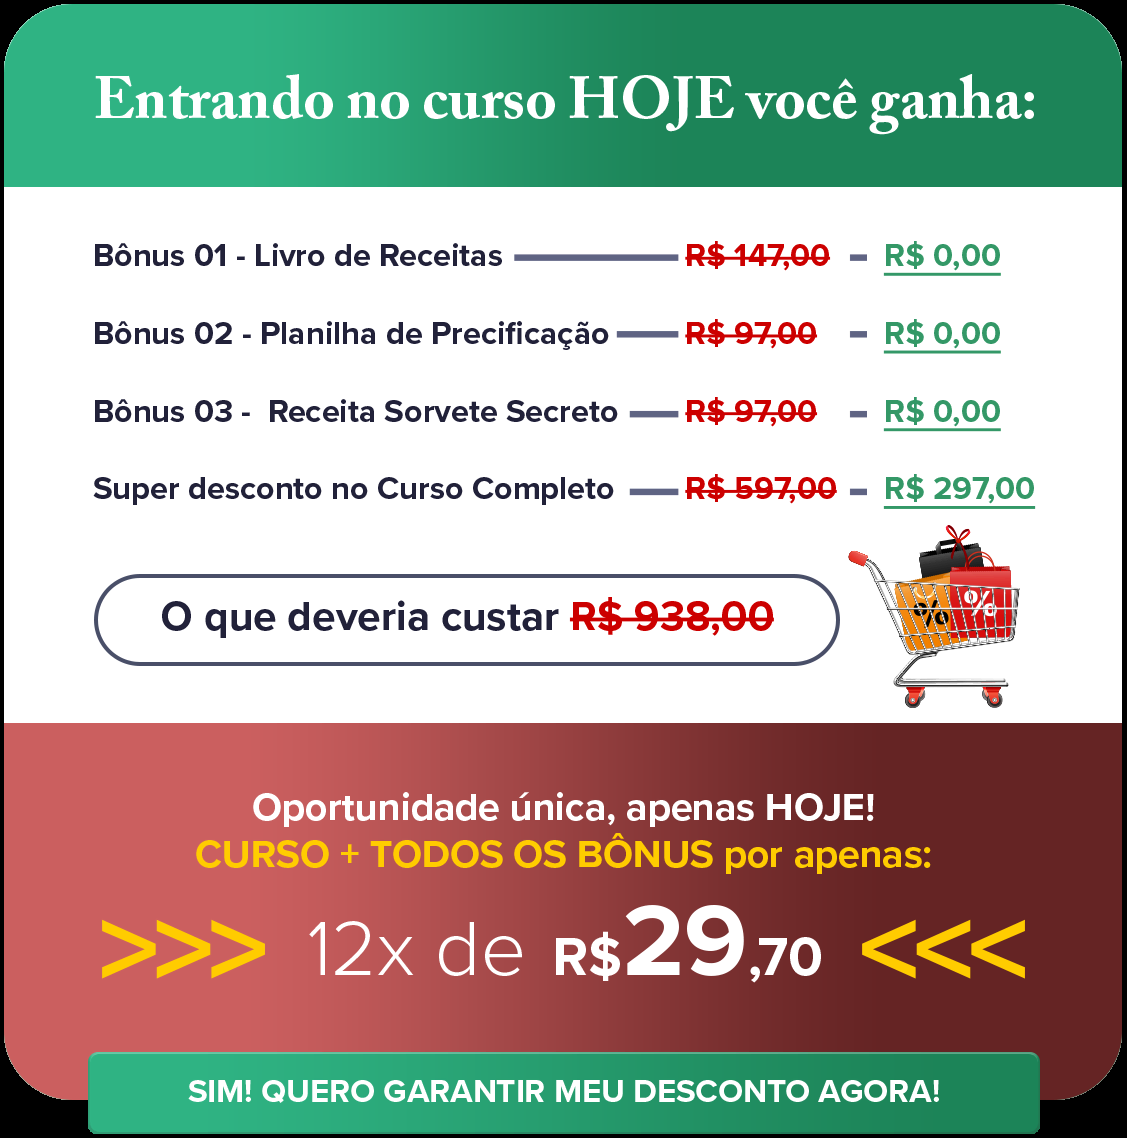 Entrando no curso HOJE você ganha:
Bônus 01 - Livro de Receitas R$ 147,00 - R$ 0,00
Bônus 02 - Planilha de Precificação R$ 97,00 - R$ 0,00
Bônus 03 - Receita Sorvete Secreto R$ 97,00 - R$ 0,00
Super desconto no Curso Completo R$ 597,00 - R$ 297,00
O que deveria custar R$ 938,00
% %
Oportunidade única, apenas HOJE!
CURSO + TODOS OS BÔNUS por apenas:
>>> 12x de R$29,70 <<<
SIM! QUERO GARANTIR MEU DESCONTO AGORA!